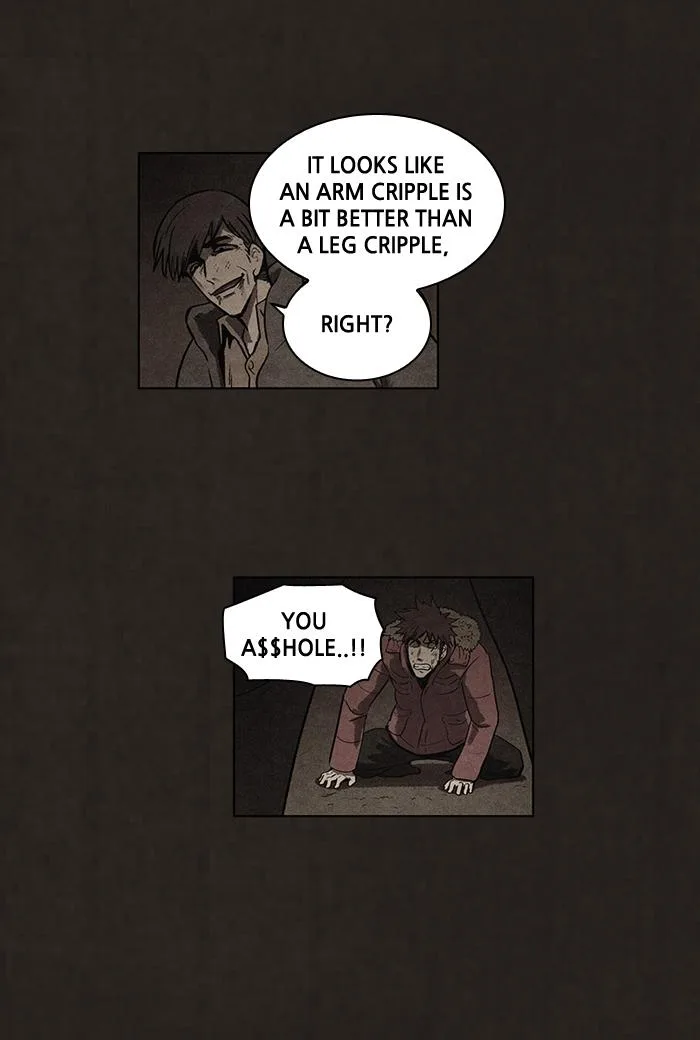 IT LOOKS LIKE
AN ARM CRIPPLE IS
A BIT BETTER THAN
A LEG CRIPPLE,
RIGHT?
YOU
A$$HOLE..!!